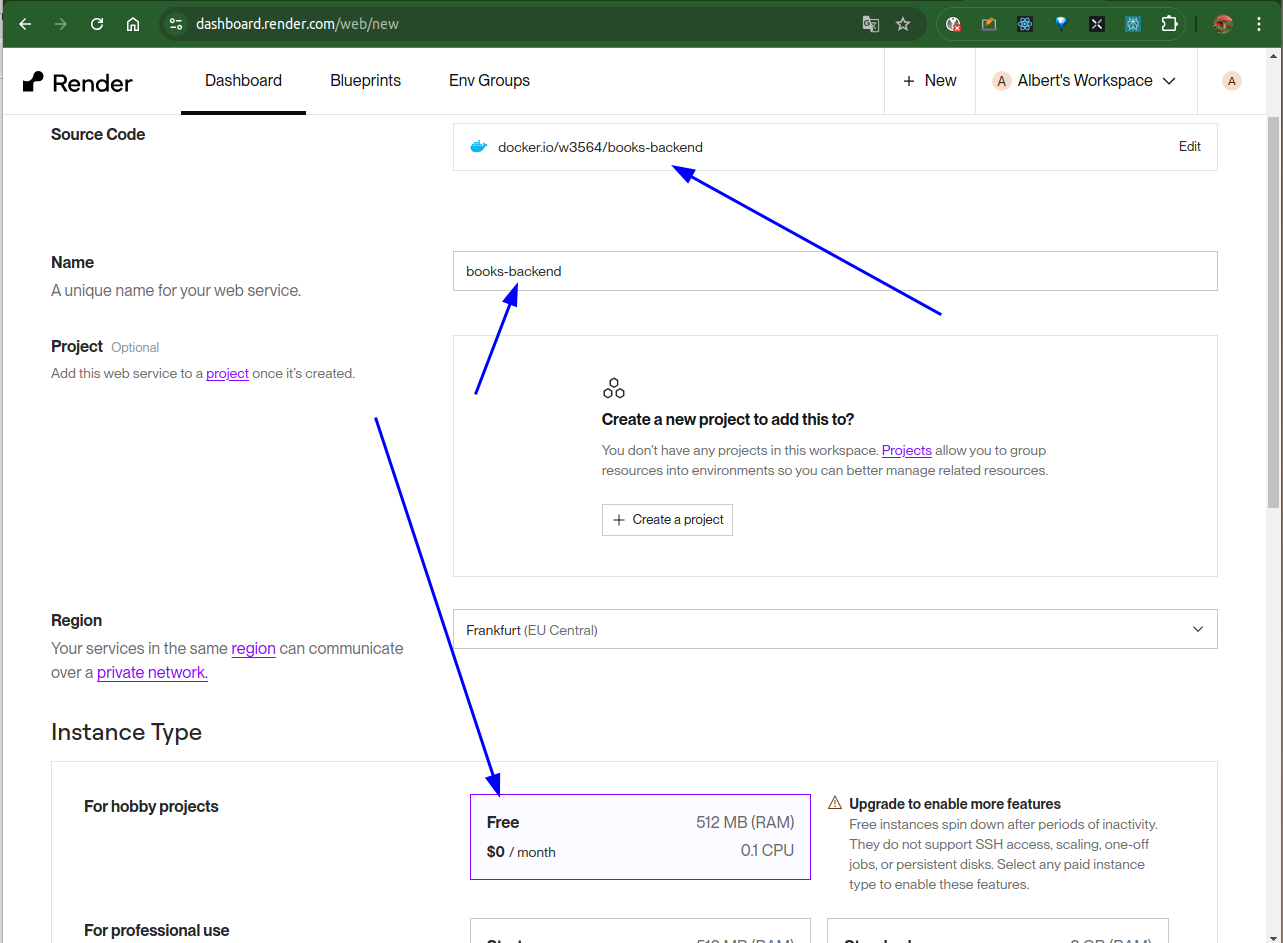 dashboard.render.com/web/new
Render
Dashboard
Blueprints
Env Groups
+ New
A Albert's Workspace
A
Source Code
docker.io/w3564/books-backend
Edit
Name
A unique name for your web service.
books-backend
Project Optional
Add this web service to a project once it's created.
Create a new project to add this to?
You don't have any projects in this workspace. Projects allow you to group
resources into environments so you can better manage related resources.
+ Create a project
Region
Your services in the same region can communicate
over a private network.
Frankfurt (EU Central)
Instance Type
For hobby projects
Free 512 MB (RAM)
$0 / month 0.1 CPU
Upgrade to enable more features
Free instances spin down after periods of inactivity.
They do not support SSH access, scaling, one-off
jobs, or persistent disks. Select any paid instance
type to enable these features.
For professional use